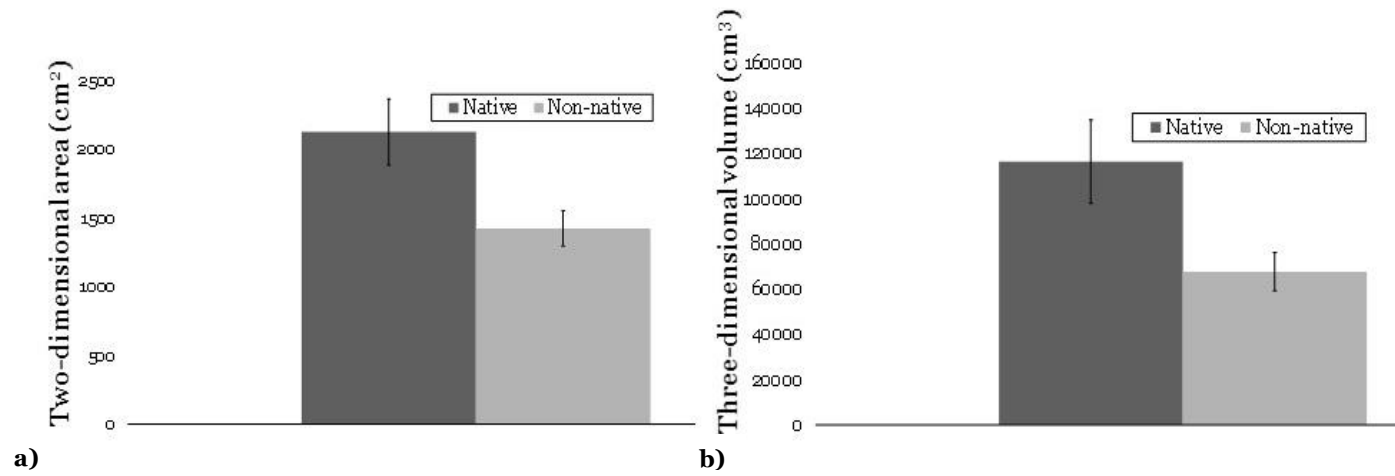 Two-dimensional area (cm²)
2500
2000
1500
1000
500
0
Native Non-native
a)
Three-dimensional volume (cm³)
160000
140000
120000
100000
80000
60000
40000
20000
0
Native Non-native
b)